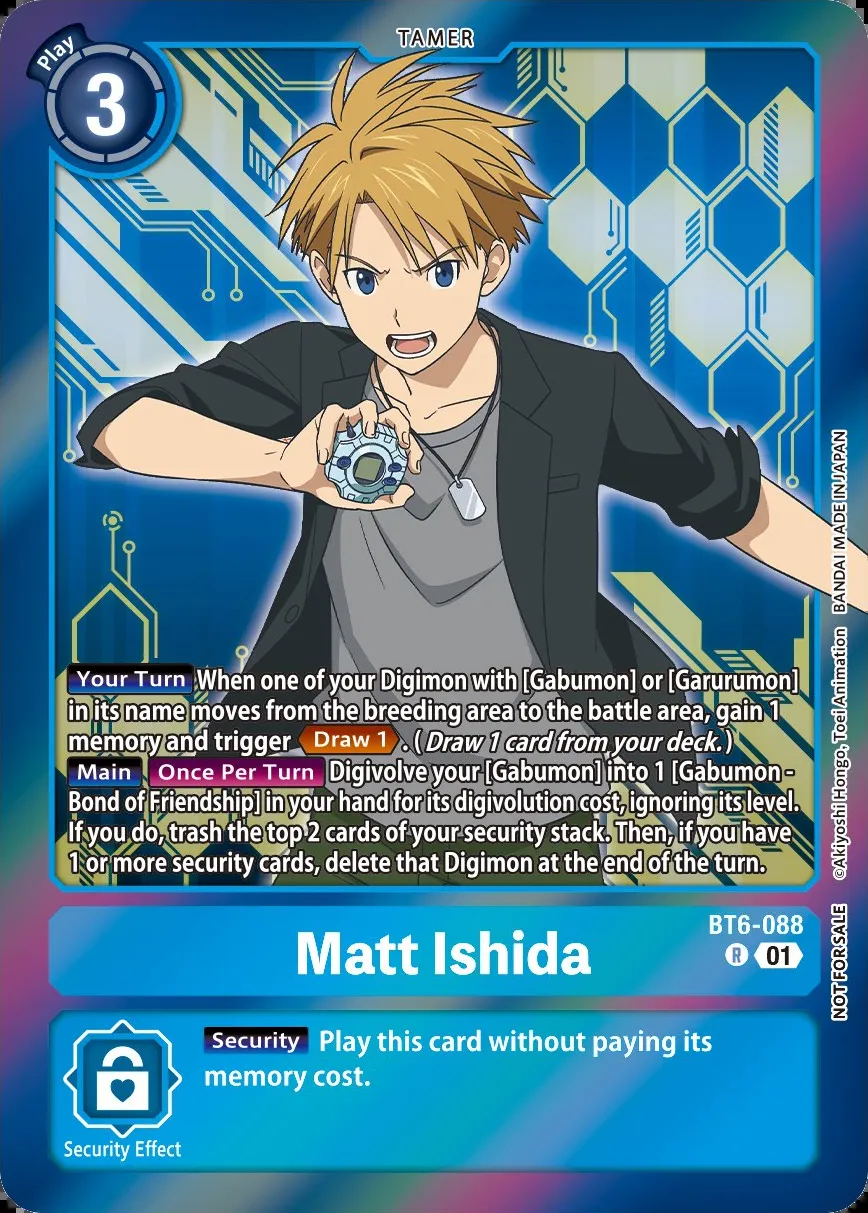 TAMER
Play
3
Your Turn When one of your Digimon with [Gabumon] or [Garurumon]
in its name moves from the breeding area to the battle area, gain 1
memory and trigger Draw 1. (Draw 1 card from your deck.)
Main Once Per Turn Digivolve your [Gabumon] into 1 [Gabumon -
Bond of Friendship] in your hand for its digivolution cost, ignoring its level.
If you do, trash the top 2 cards of your security stack. Then, if you have
1 or more security cards, delete that Digimon at the end of the turn.
©Akiyoshi Hongo, Toei Animation BANDAI MADE IN JAPAN
NOT FOR SALE
BT6-088
Matt Ishida
R 01
Security Play this card without paying its
memory cost.
Security Effect